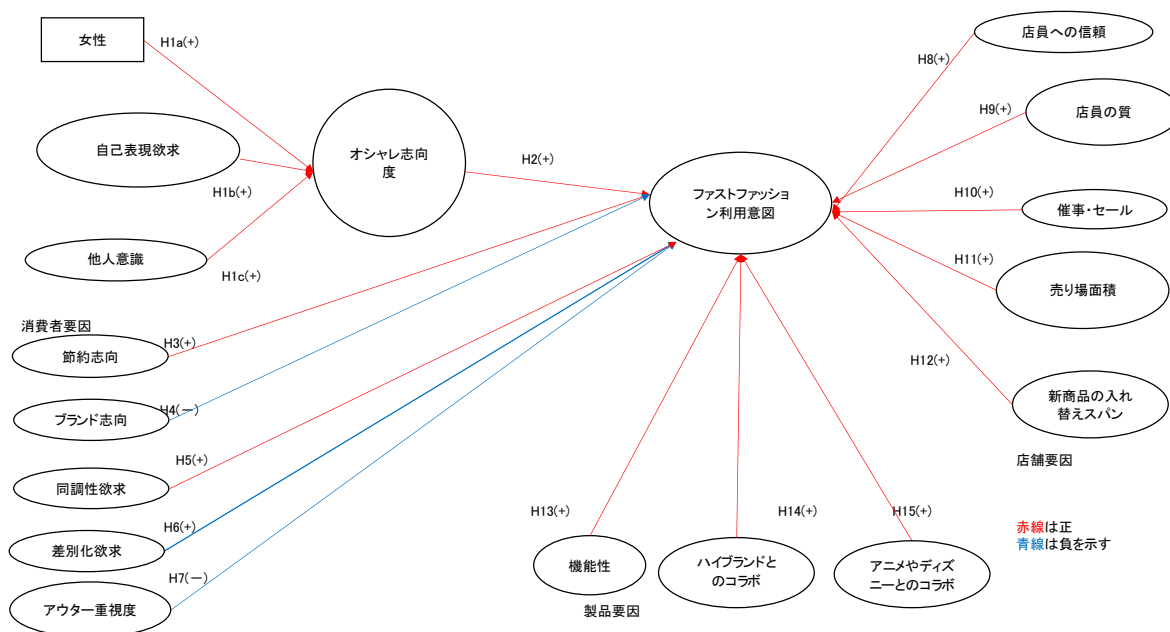 女性
H1a(+)
自己表現欲求
H1b(+)
他人意識
H1c(+)
オシャレ志向
度
H2(+)
ファストファッショ
ン利用意図
消費者要因
節約志向
H3(+)
ブランド志向
H4(－)
同調性欲求
H5(+)
差別化欲求
H6(+)
アウター重視度
H7(－)
店員への信頼
H8(+)
店員の質
H9(+)
催事・セール
H10(+)
売り場面積
H11(+)
新商品の入れ
替えスパン
H12(+)
店舗要因
H13(+)
機能性
H14(+)
ハイブランドと
のコラボ
H15(+)
アニメやディズ
ニーとのコラボ
製品要因
赤線は正
青線は負を示す